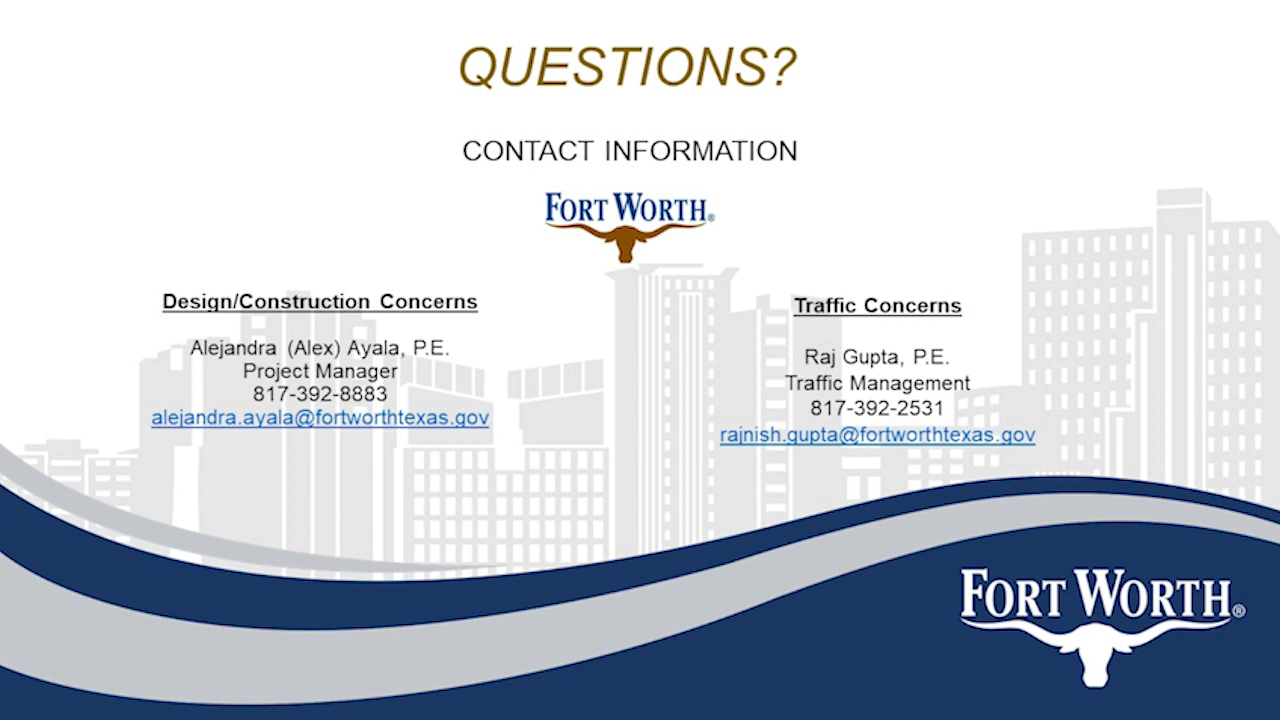 QUESTIONS?
CONTACT INFORMATION
FORT WORTH®
Design/Construction Concerns
Alejandra (Alex) Ayala, P.E.
Project Manager
817-392-8883
alejandra.ayala@fortworthtexas.gov
Traffic Concerns
Raj Gupta, P.E.
Traffic Management
817-392-2531
rajnish.gupta@fortworthtexas.gov
FORT WORTH®